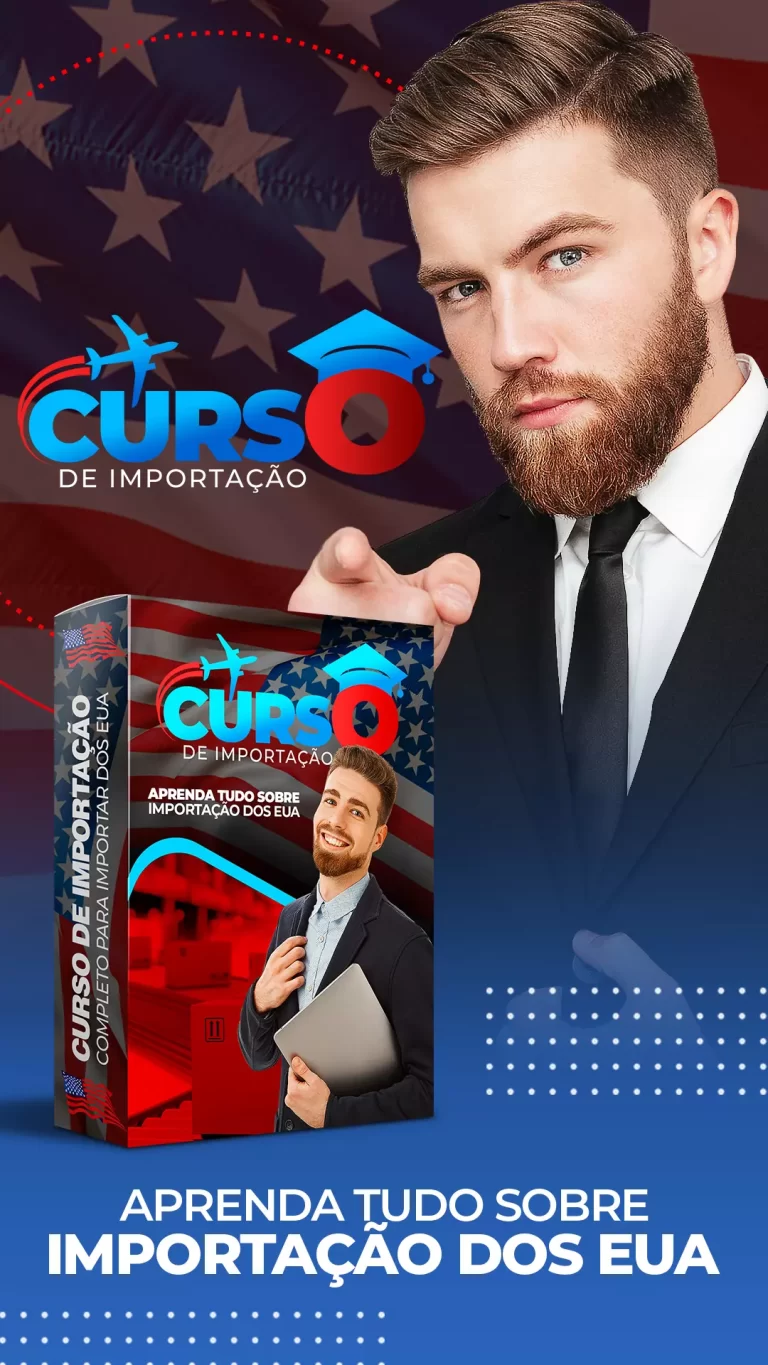 CURSO
DE IMPORTAÇÃO
CURSO DE IMPORTAÇÃO
COMPLETO PARA IMPORTAR DOS EUA
CURSO
DE IMPORTAÇÃO
APRENDA TUDO SOBRE
IMPORTAÇÃO DOS EUA
APRENDA TUDO SOBRE
IMPORTAÇÃO DOS EUA